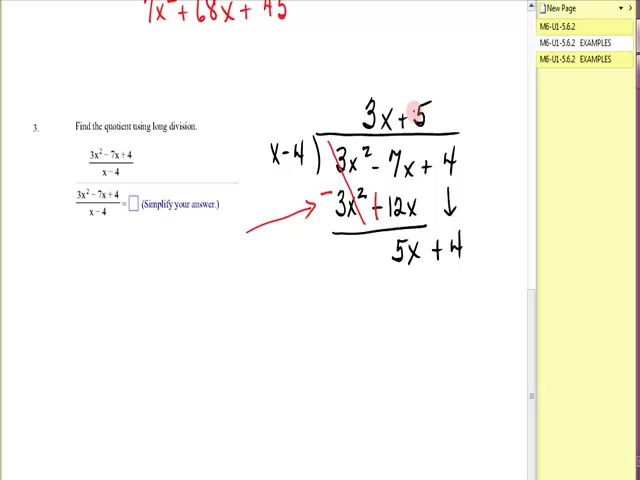 7x² + 68x + 45
3. Find the quotient using long division.
3x² − 7x + 4
x − 4
3x² − 7x + 4
x − 4
= (Simplify your answer.)
3x + 5
x − 4 ) 3x² − 7x + 4
− 3x² + 12x
5x + 4
New Page
M6-U1-5.6.2
M6-U1-5.6.2 EXAMPLES
M6-U1-5.6.2 EXAMPLES